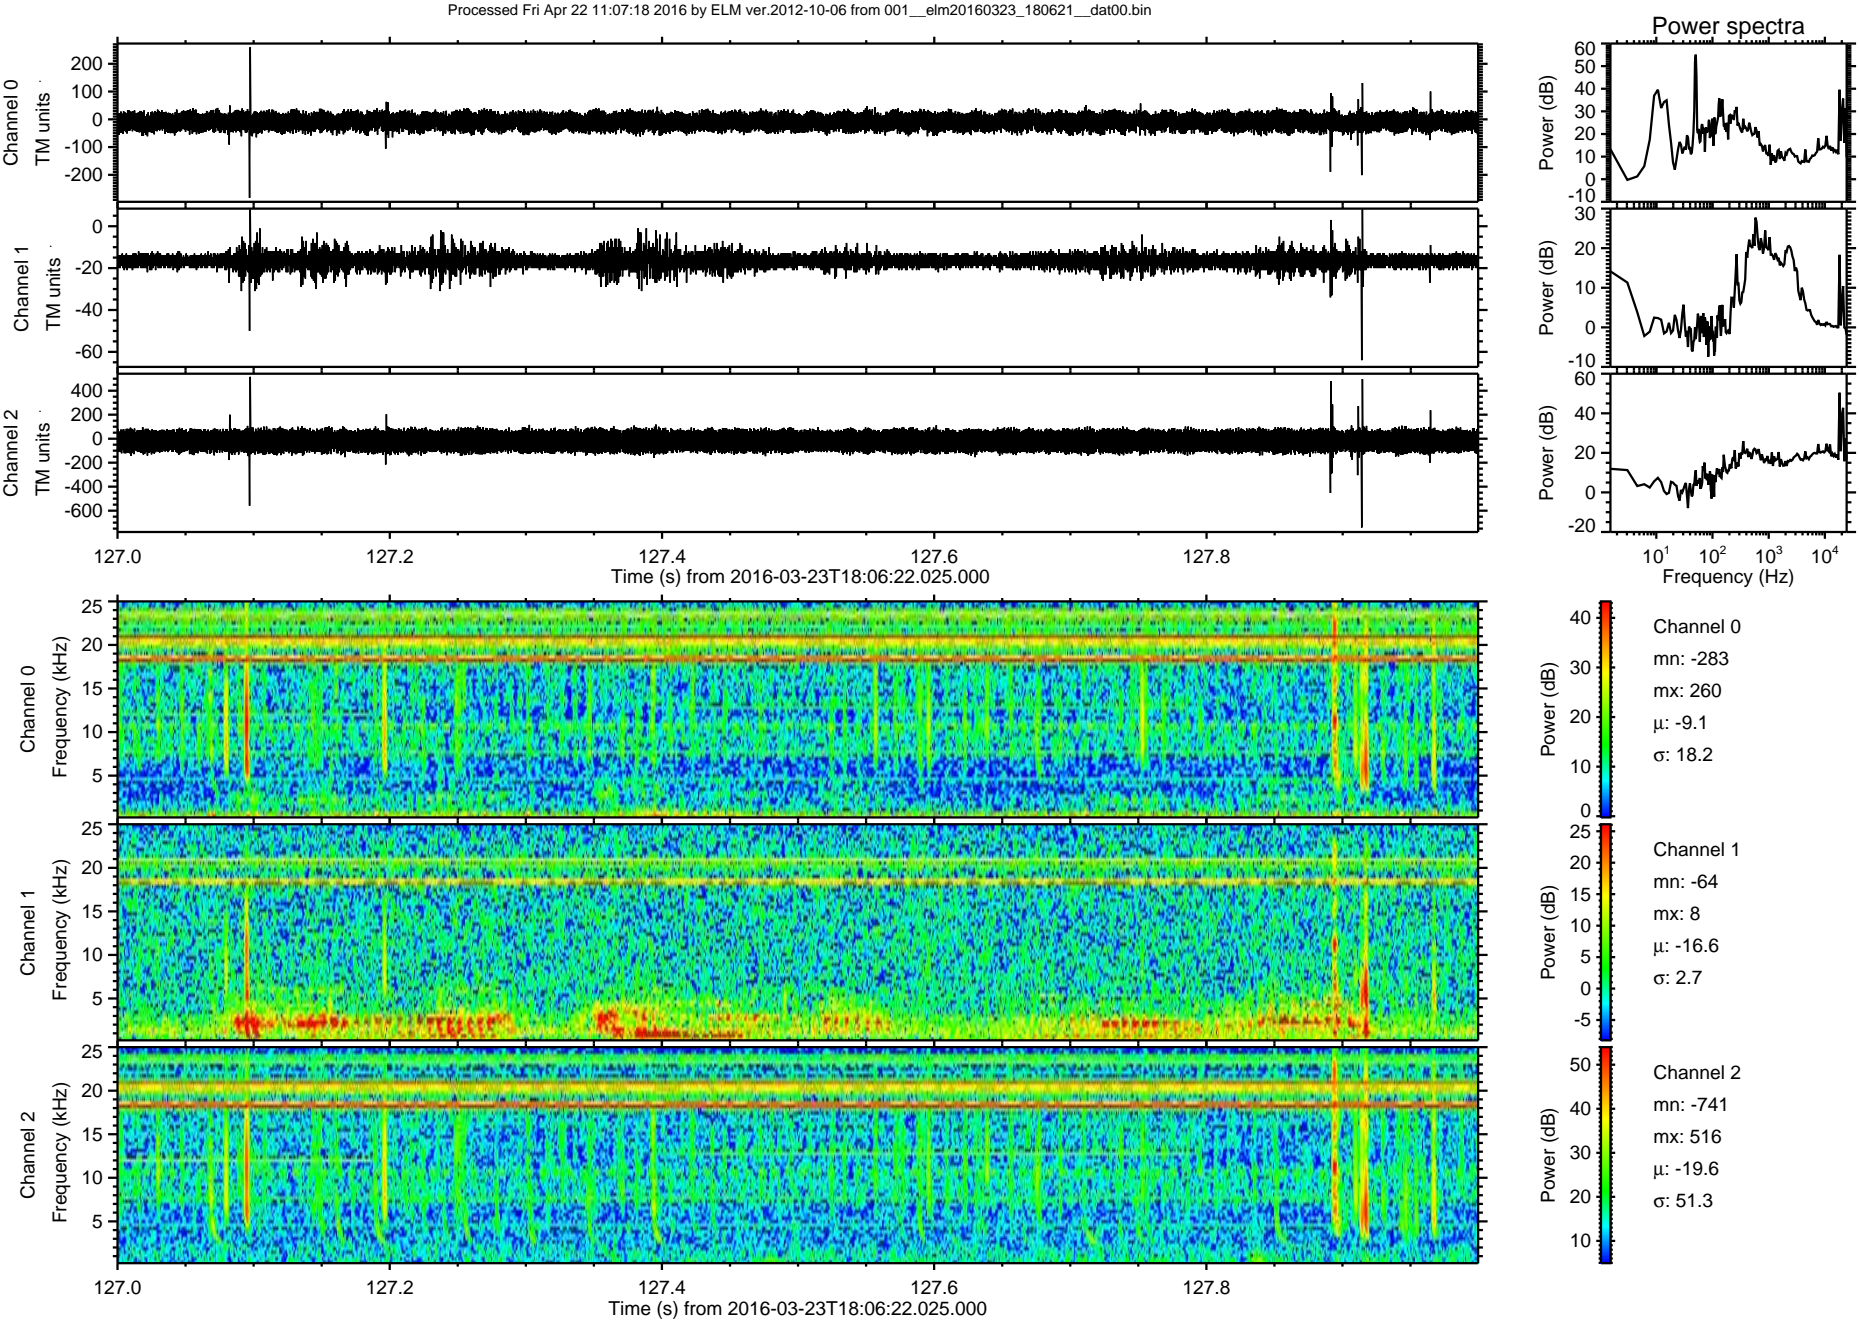 Processed Fri Apr 22 11:07:18 2016 by ELM ver.2012-10-06 from 001__elm20160323_180621__dat00.bin
Power spectra
Channel 0
TM units
200
100
0
-100
-200
Power (dB)
60
50
40
30
20
10
0
-10
Channel 1
TM units
0
-20
-40
-60
Power (dB)
30
20
10
0
-10
Channel 2
TM units
400
200
0
-200
-400
-600
Power (dB)
60
40
20
0
-20
127.0 127.2 127.4 127.6 127.8
Time (s) from 2016-03-23T18:06:22.025.000
10^1 10^2 10^3 10^4
Frequency (Hz)
Channel 0
Frequency (kHz)
25
20
15
10
5
Power (dB)
40
30
20
10
0
Channel 0
mn: -283
mx: 260
μ: -9.1
σ: 18.2
Channel 1
Frequency (kHz)
25
20
15
10
5
Power (dB)
25
20
15
10
5
0
-5
Channel 1
mn: -64
mx: 8
μ: -16.6
σ: 2.7
Channel 2
Frequency (kHz)
25
20
15
10
5
Power (dB)
50
40
30
20
10
Channel 2
mn: -741
mx: 516
μ: -19.6
σ: 51.3
127.0 127.2 127.4 127.6 127.8
Time (s) from 2016-03-23T18:06:22.025.000